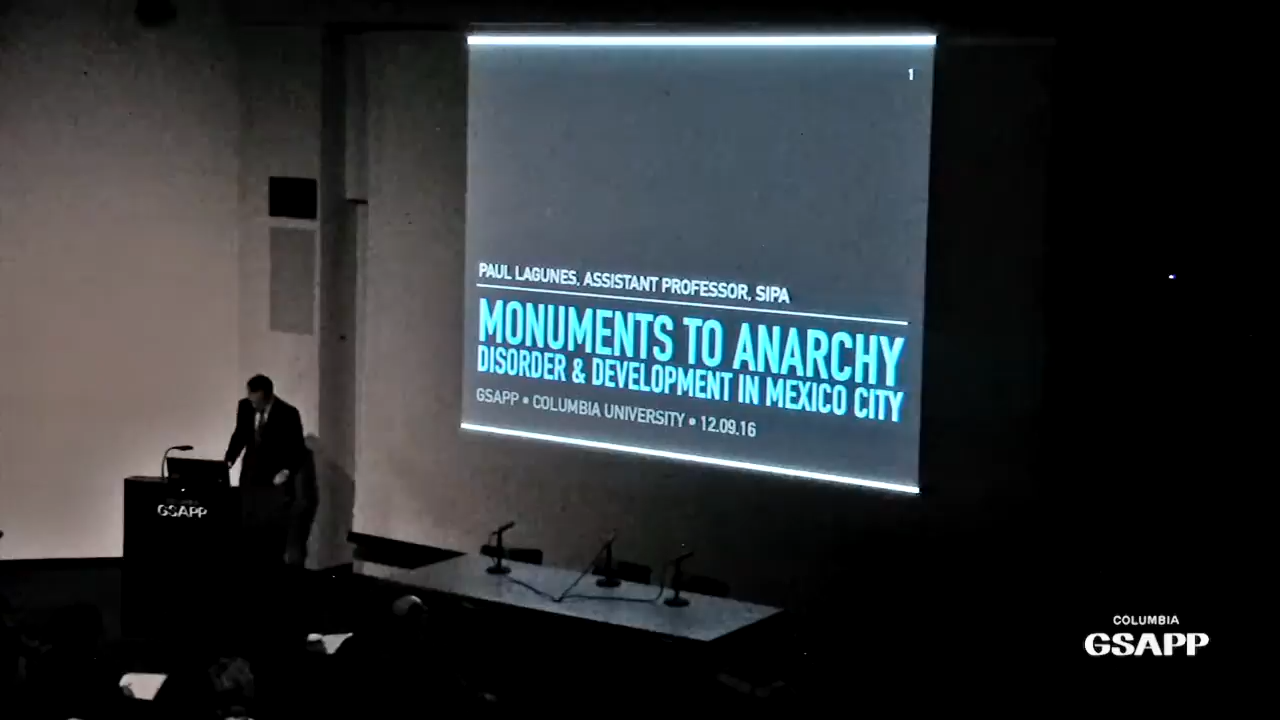 1
PAUL LAGUNES, ASSISTANT PROFESSOR, SIPA
MONUMENTS TO ANARCHY
DISORDER & DEVELOPMENT IN MEXICO CITY
GSAPP • COLUMBIA UNIVERSITY • 12.09.16
GSAPP
COLUMBIA
GSAPP